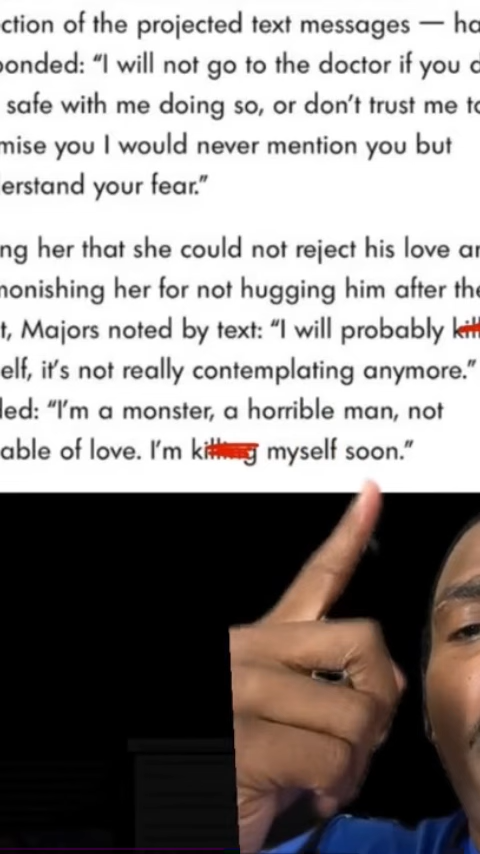 ction of the projected text messages — ha
onded: “I will not go to the doctor if you d
safe with me doing so, or don’t trust me to
mise you I would never mention you but
erstand your fear.”
ng her that she could not reject his love an
monishing her for not hugging him after the
t, Majors noted by text: “I will probably kill
elf, it’s not really contemplating anymore.”
led: “I’m a monster, a horrible man, not
able of love. I’m killing myself soon.”